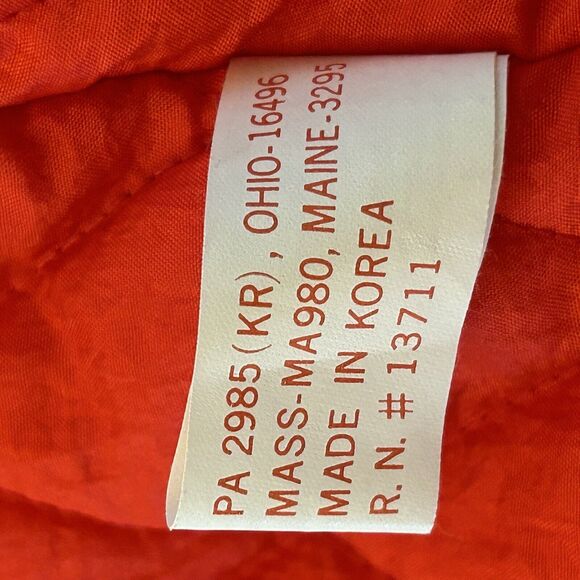 PA 2985(KR), OHIO-16496
MASS-MA980, MAINE-3295
MADE IN KOREA
R.N. # 13711